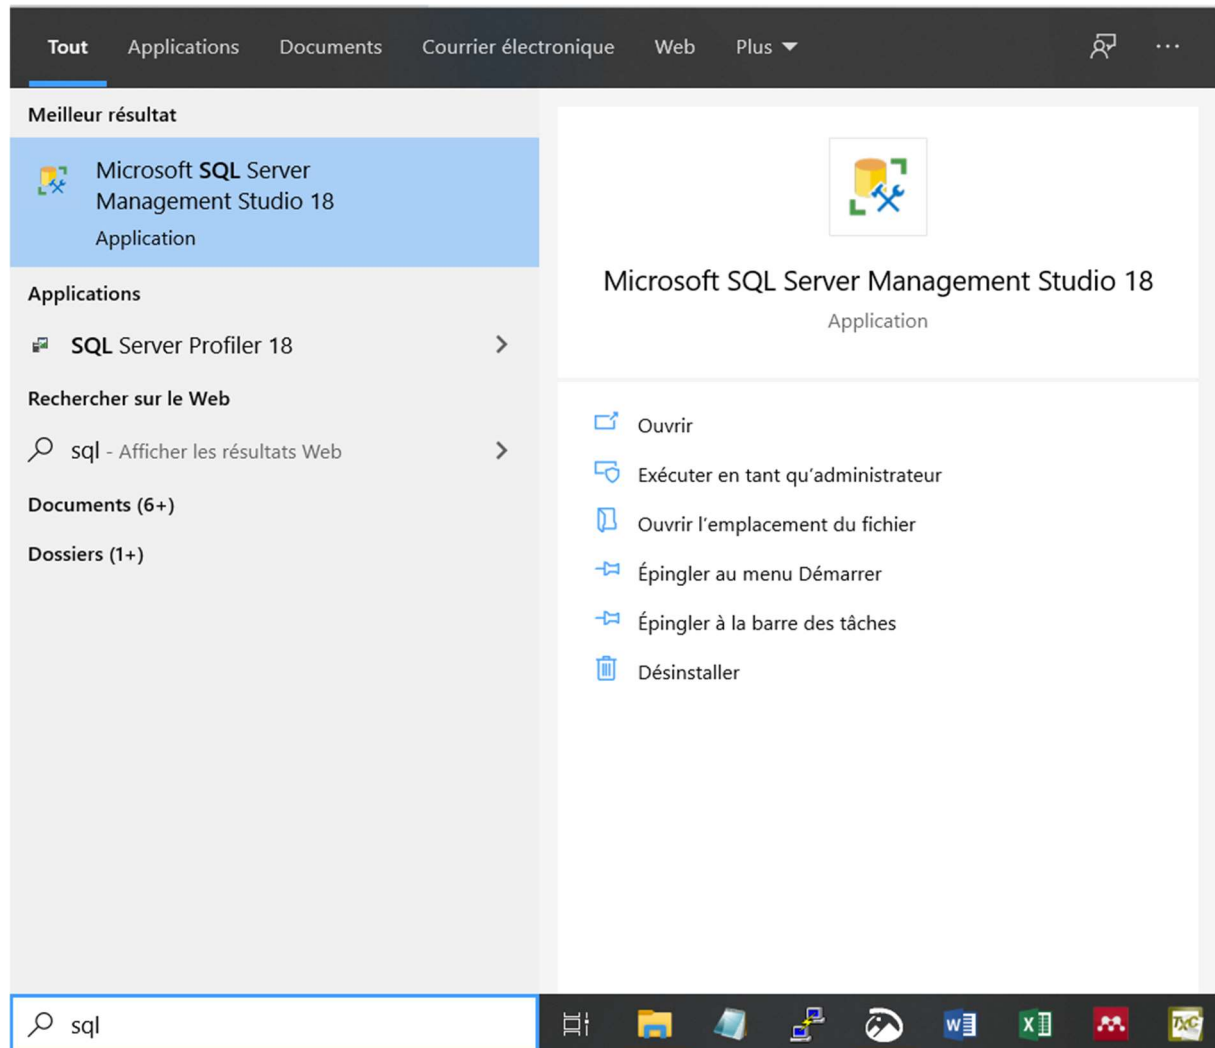 Tout Applications Documents Courrier électronique Web Plus
Meilleur résultat
Microsoft SQL Server
Management Studio 18
Application
Applications
SQL Server Profiler 18
Rechercher sur le Web
sql - Afficher les résultats Web
Documents (6+)
Dossiers (1+)
Microsoft SQL Server Management Studio 18
Application
Ouvrir
Exécuter en tant qu'administrateur
Ouvrir l'emplacement du fichier
Épingler au menu Démarrer
Épingler à la barre des tâches
Désinstaller
sql
W
X
TXC